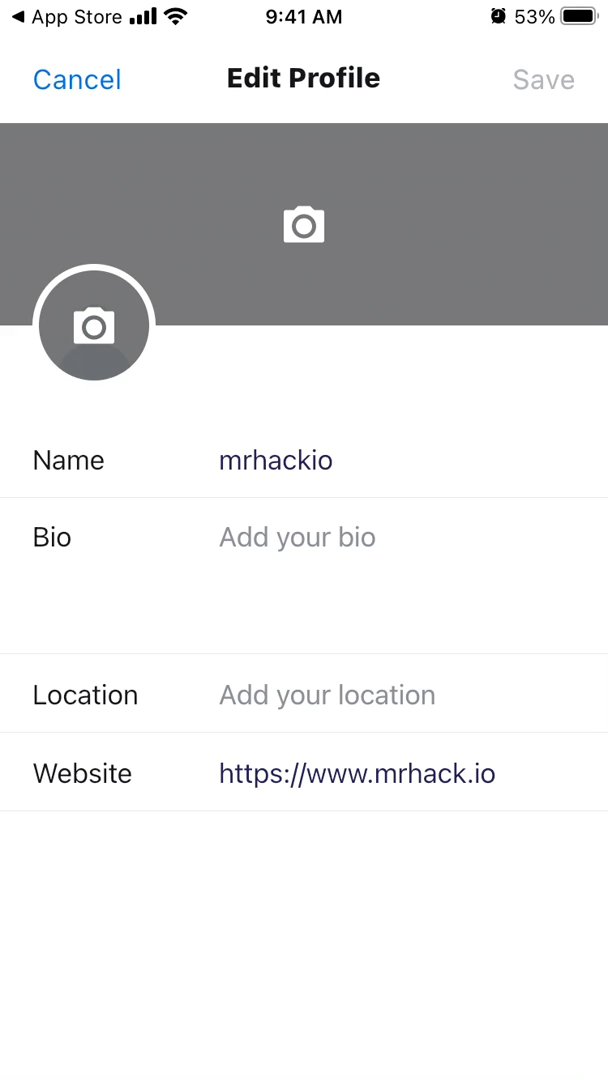 App Store 9:41 AM 53%
Cancel Edit Profile Save
Name mrhackio
Bio Add your bio
Location Add your location
Website https://www.mrhack.io